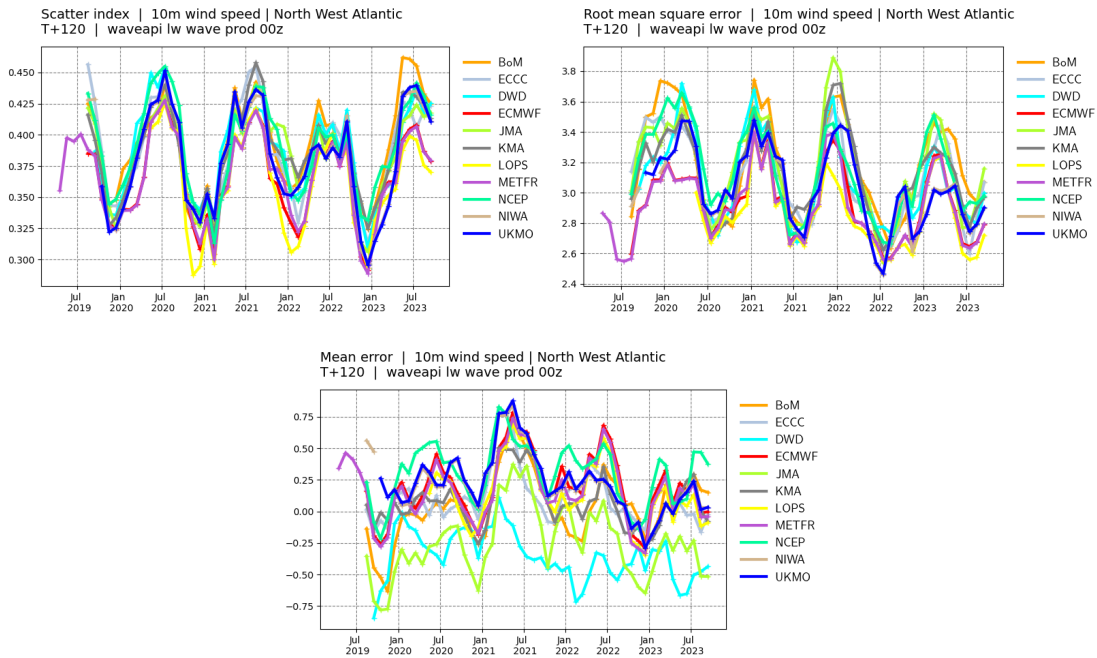 Scatter index | 10m wind speed | North West Atlantic
T+120 | waveapi lw wave prod 00z
0.450
0.425
0.400
0.375
0.350
0.325
0.300
Jul Jan Jul Jan Jul Jan Jul Jan Jul
2019 2020 2020 2021 2021 2022 2022 2023 2023
BoM
ECCC
DWD
ECMWF
JMA
KMA
LOPS
METFR
NCEP
NIWA
UKMO
Root mean square error | 10m wind speed | North West Atlantic
T+120 | waveapi lw wave prod 00z
3.8
3.6
3.4
3.2
3.0
2.8
2.6
2.4
Jul Jan Jul Jan Jul Jan Jul Jan Jul
2019 2020 2020 2021 2021 2022 2022 2023 2023
BoM
ECCC
DWD
ECMWF
JMA
KMA
LOPS
METFR
NCEP
NIWA
UKMO
Mean error | 10m wind speed | North West Atlantic
T+120 | waveapi lw wave prod 00z
0.75
0.50
0.25
0.00
−0.25
−0.50
−0.75
Jul Jan Jul Jan Jul Jan Jul Jan Jul
2019 2020 2020 2021 2021 2022 2022 2023 2023
BoM
ECCC
DWD
ECMWF
JMA
KMA
LOPS
METFR
NCEP
NIWA
UKMO